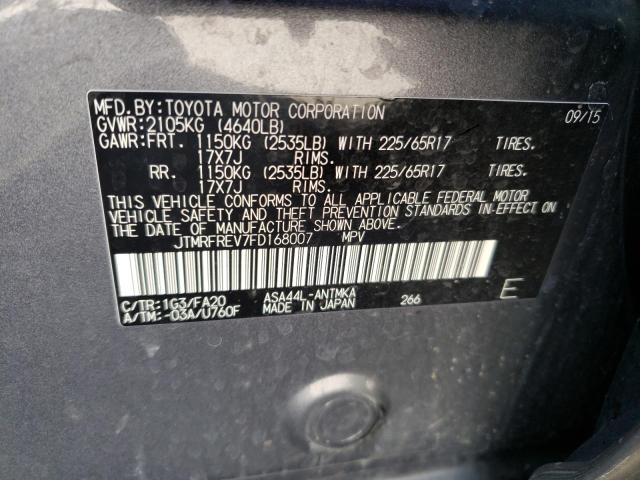 MFD.BY:TOYOTA MOTOR CORPORATION 09/15
GVWR:2105KG (4640LB)
GAWR:FRT. 1150KG (2535LB) WITH 225/65R17 TIRES.
17X7J RIMS.
RR. 1150KG (2535LB) WITH 225/65R17 TIRES.
17X7J RIMS.
THIS VEHICLE CONFORMS TO ALL APPLICABLE FEDERAL MOTOR
VEHICLE SAFETY AND THEFT PREVENTION STANDARDS IN-EFFECT ON
THE DATE OF MANUFACTURE SHOWN ABOVE.
JTMRFREV7FD168007 MPV
C/TR:1G3/FA20 ASA44L-ANTMKA 266 E
A/TM:-03A/U760F MADE IN JAPAN